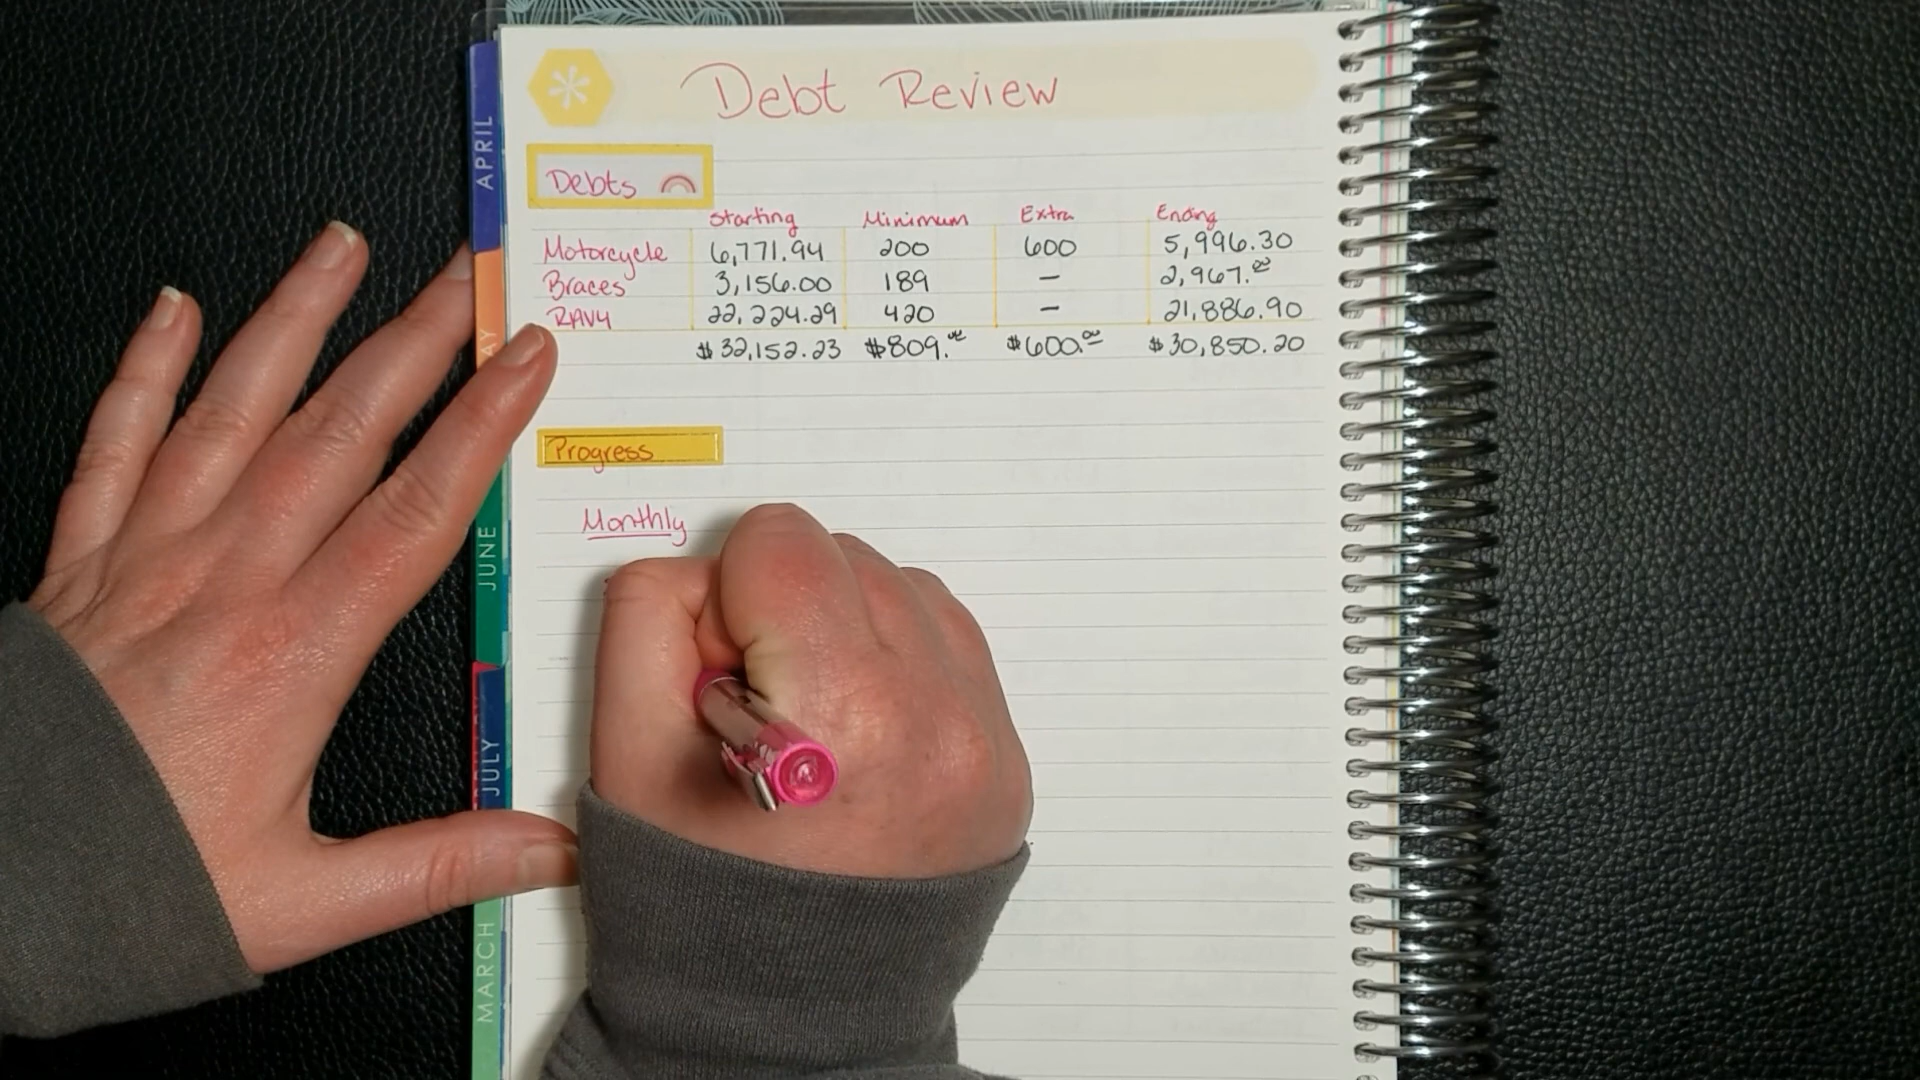 Debt Review
Debts
Starting Minimum Extra Ending
Motorcycle 6,771.94 200 600 5,996.30
Braces 3,156.00 189 — 2,967.00
RAV4 22,224.29 420 — 21,886.90
$32,152.23 $809.00 $600.00 $30,850.20
Progress
Monthly
APRIL
AY
JUNE
JULY
MARCH